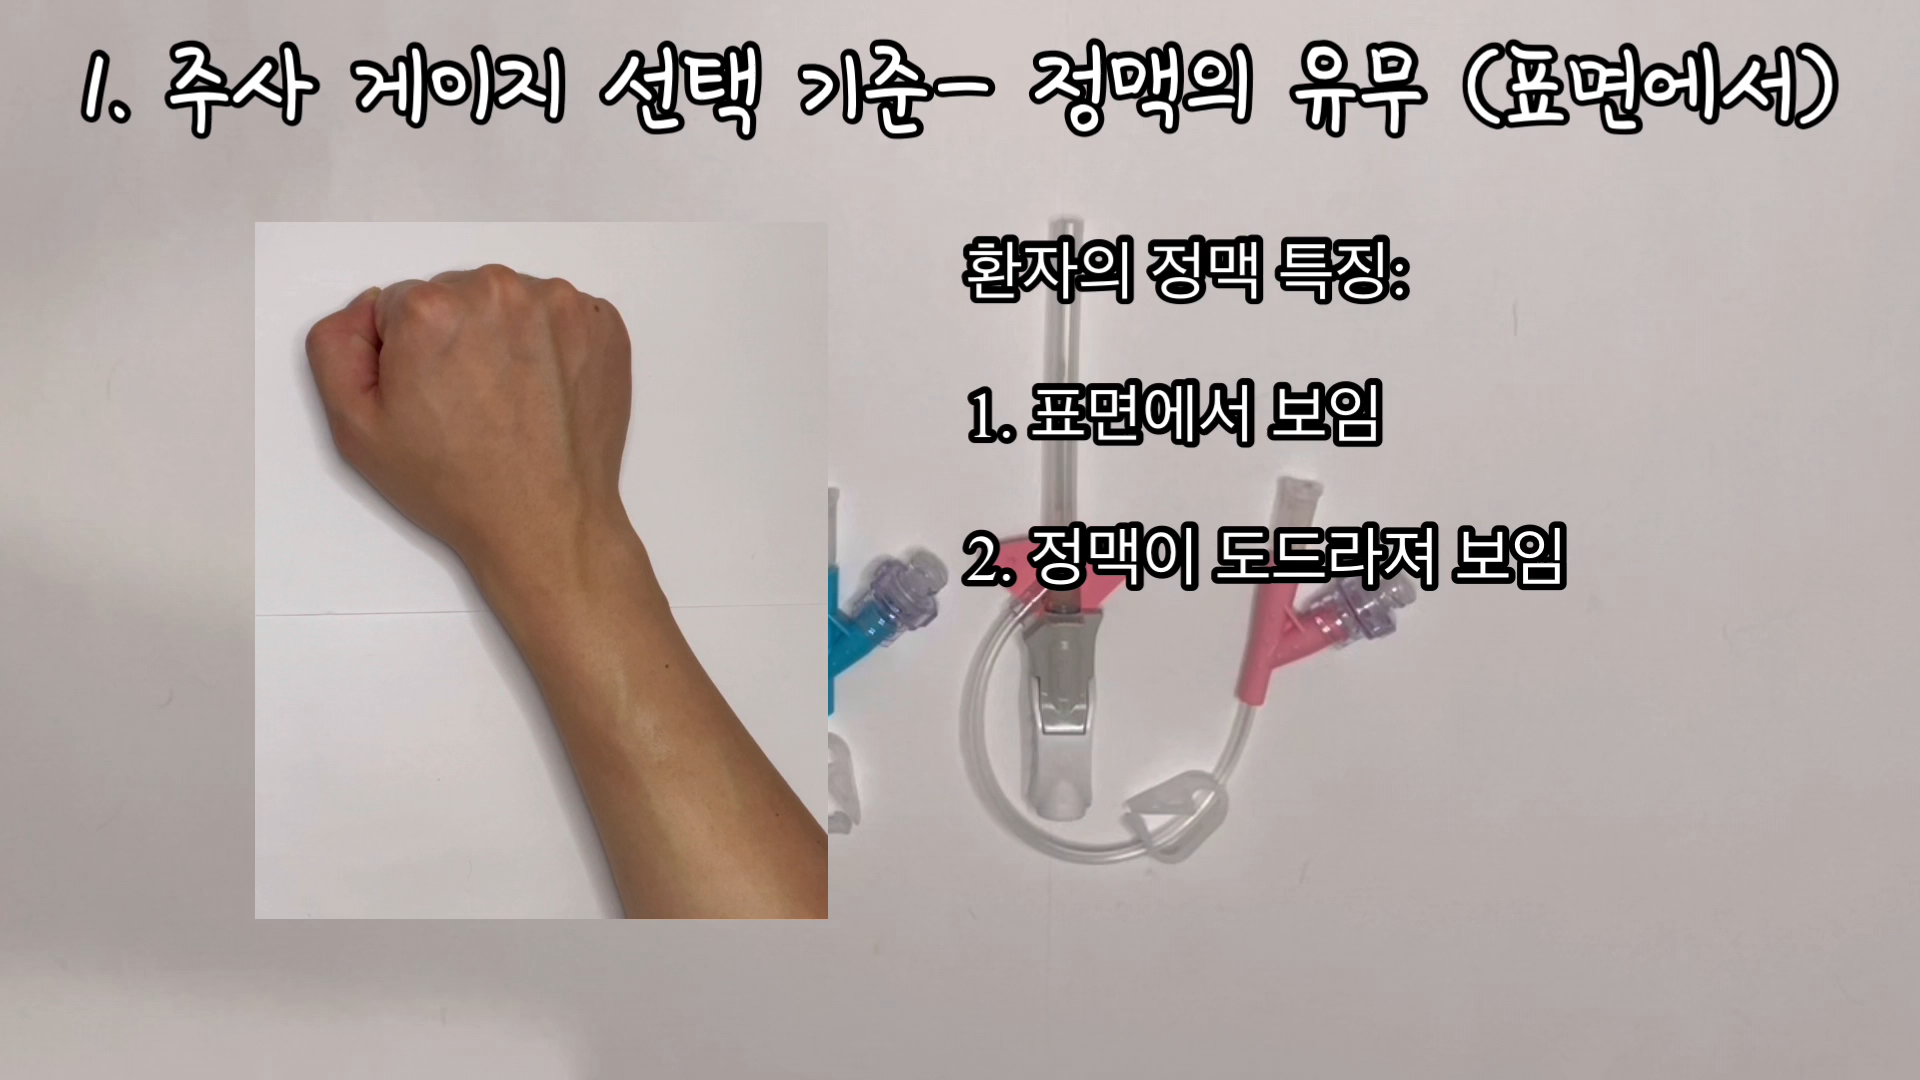 1. 주사 게이지 선택 기준- 정맥의 유무 (표면에서)
환자의 정맥 특징:
1. 표면에서 보임
2. 정맥이 도드라져 보임